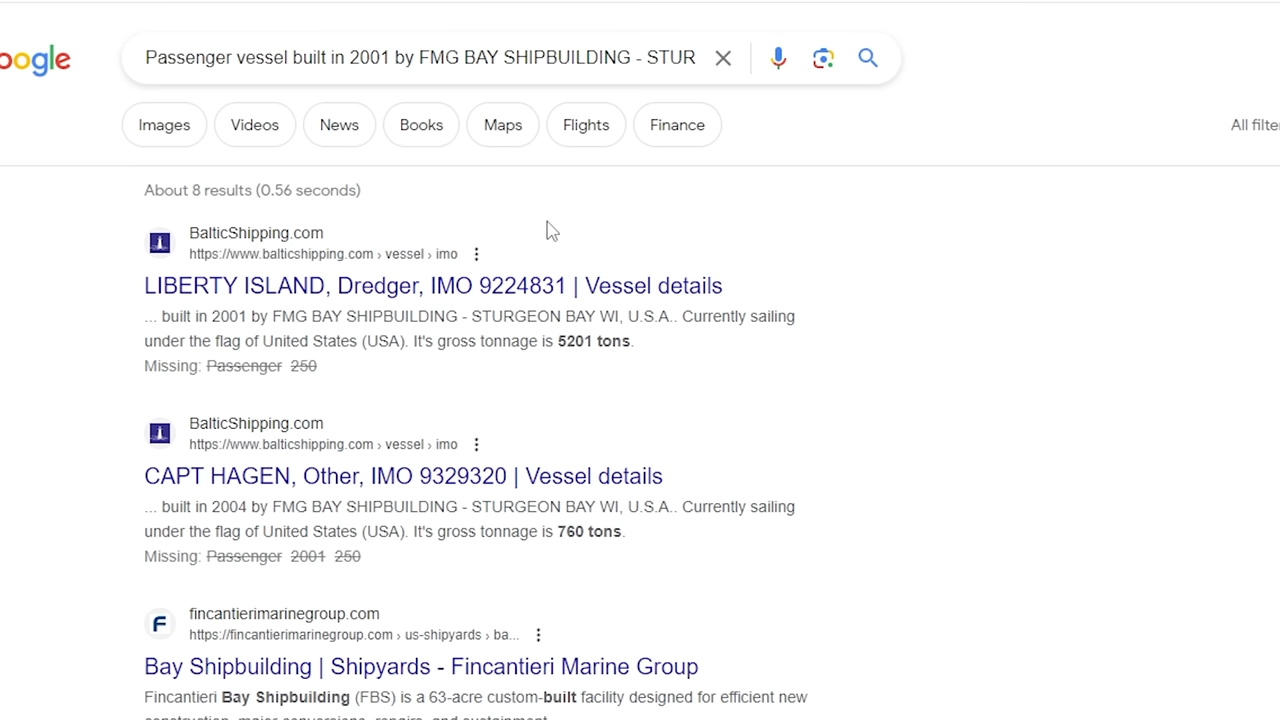 oogle
Passenger vessel built in 2001 by FMG BAY SHIPBUILDING - STUR
Images Videos News Books Maps Flights Finance All filte
About 8 results (0.56 seconds)
BalticShipping.com
https://www.balticshipping.com › vessel › imo
LIBERTY ISLAND, Dredger, IMO 9224831 | Vessel details
... built in 2001 by FMG BAY SHIPBUILDING - STURGEON BAY WI, U.S.A.. Currently sailing
under the flag of United States (USA). It's gross tonnage is 5201 tons.
Missing: Passenger 250
BalticShipping.com
https://www.balticshipping.com › vessel › imo
CAPT HAGEN, Other, IMO 9329320 | Vessel details
... built in 2004 by FMG BAY SHIPBUILDING - STURGEON BAY WI, U.S.A.. Currently sailing
under the flag of United States (USA). It's gross tonnage is 760 tons.
Missing: Passenger 2001 250
F
fincantierimarinegroup.com
https://fincantierimarinegroup.com › us-shipyards › ba...
Bay Shipbuilding | Shipyards - Fincantieri Marine Group
Fincantieri Bay Shipbuilding (FBS) is a 63-acre custom-built facility designed for efficient new
construction, major conversions, repairs, and sustainment.